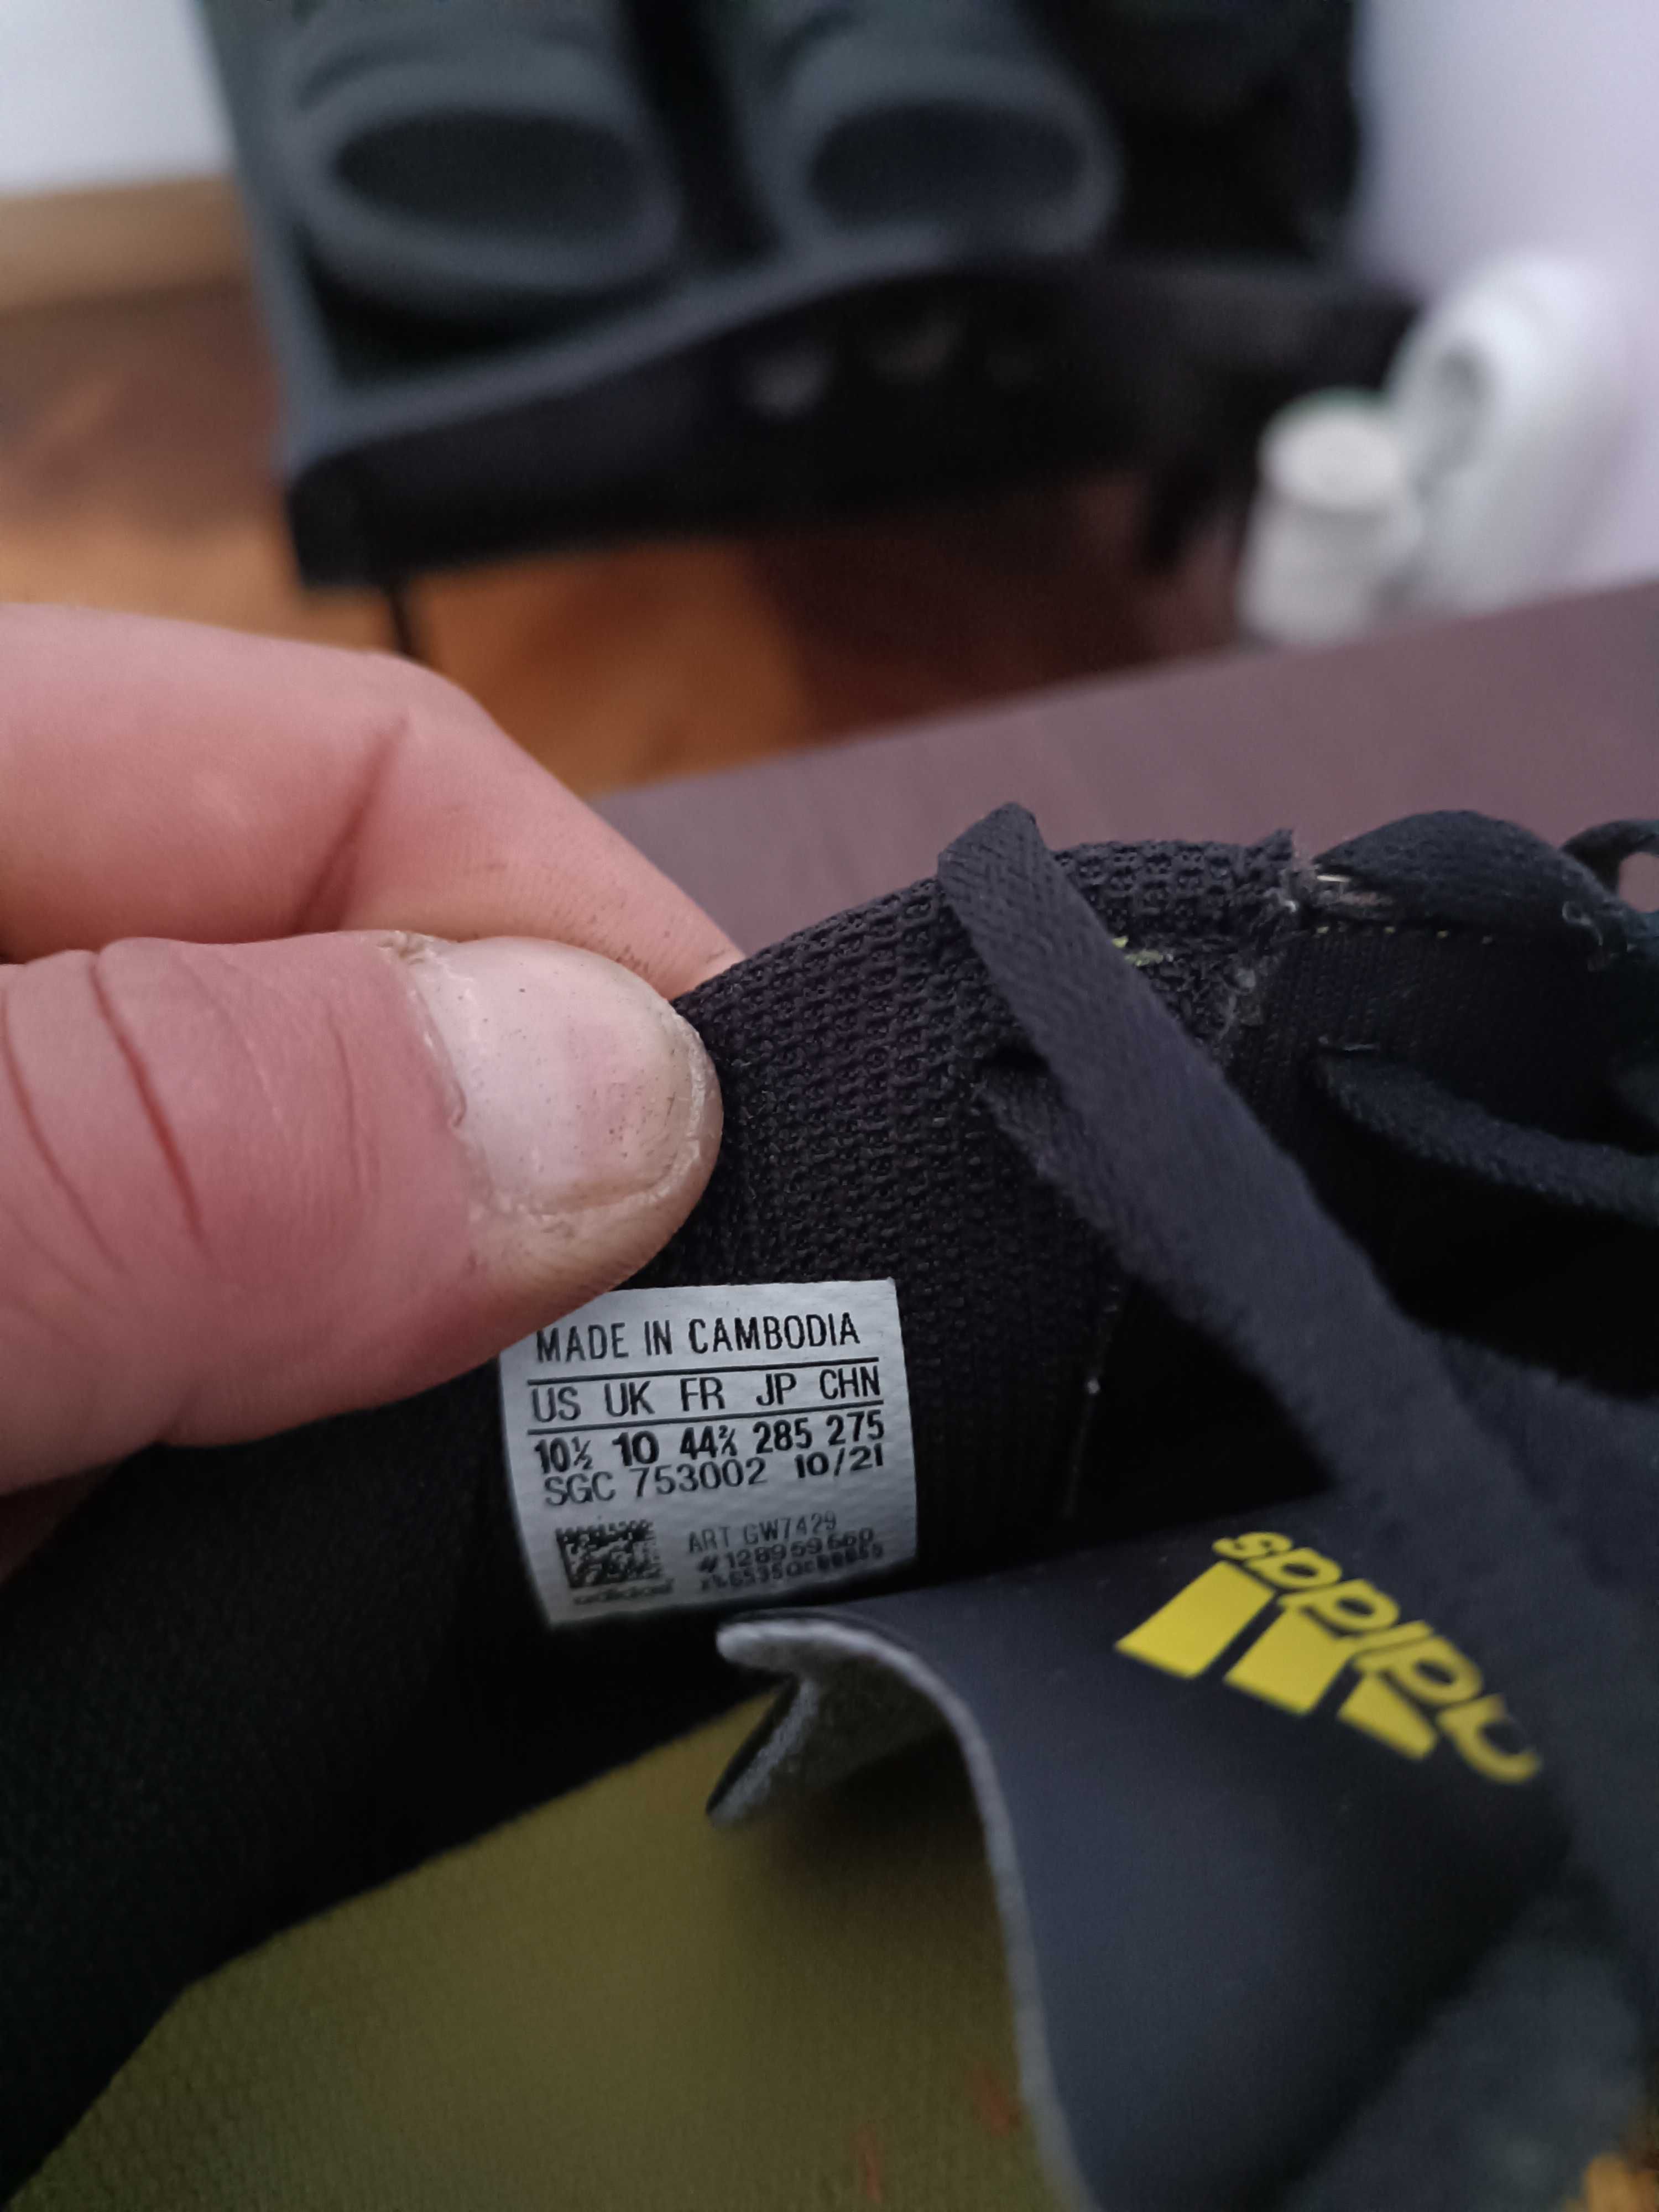 MADE IN CAMBODIA
US UK FR JP CHN
10½ 10 44⅔ 285 275
SGC 753002 10/21
ART GW7429
adidas
adidas